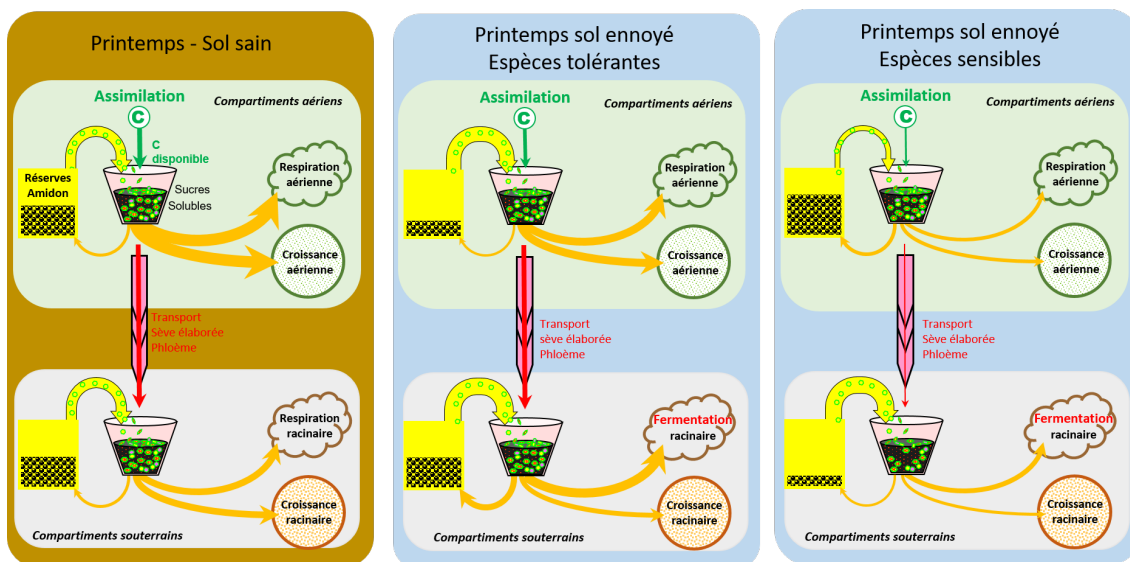 Printemps - Sol sain
Assimilation
Compartiments aériens
C
C
disponible
Réserves
Amidon
Sucres
Solubles
Respiration
aérienne
Croissance
aérienne
Transport
Sève élaborée
Phloème
Respiration
racinaire
Croissance
racinaire
Compartiments souterrains
Printemps sol ennoyé
Espèces tolérantes
Assimilation
Compartiments aériens
C
Respiration
aérienne
Croissance
aérienne
Transport
sève élaborée
Phloème
Fermentation
racinaire
Croissance
racinaire
Compartiments souterrains
Printemps sol ennoyé
Espèces sensibles
Assimilation
Compartiments aériens
C
Respiration
aérienne
Croissance
aérienne
Transport
Sève élaborée
Phloème
Fermentation
racinaire
Croissance
racinaire
Compartiments souterrains